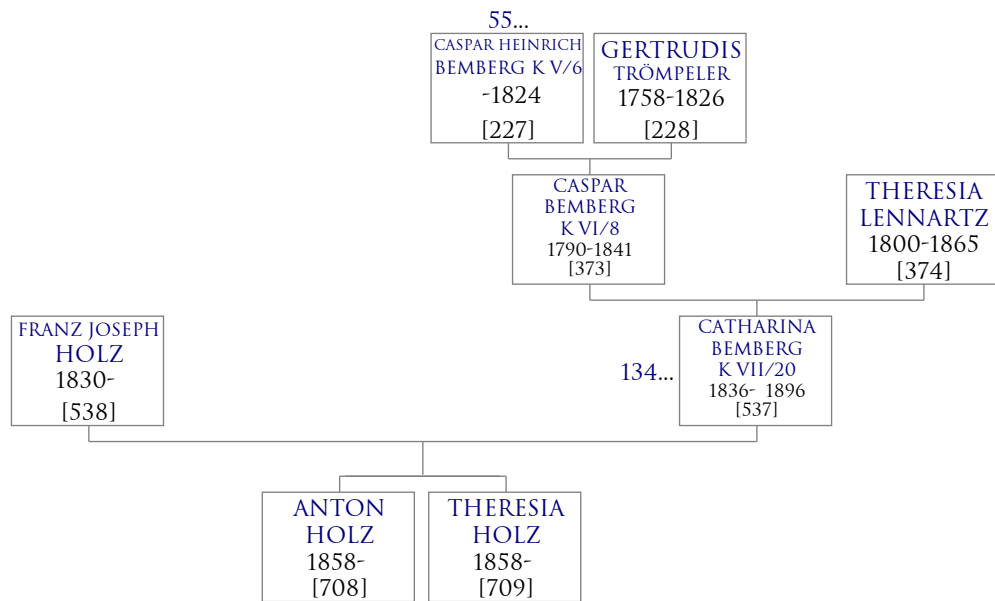 55...
CASPAR HEINRICH
BEMBERG K V/6
-1824
[227]
GERTRUDIS
TRÖMPELER
1758-1826
[228]
CASPAR
BEMBERG
K VI/8
1790-1841
[373]
THERESIA
LENNARTZ
1800-1865
[374]
FRANZ JOSEPH
HOLZ
1830-
[538]
134...
CATHARINA
BEMBERG
K VII/20
1836- 1896
[537]
ANTON
HOLZ
1858-
[708]
THERESIA
HOLZ
1858-
[709]